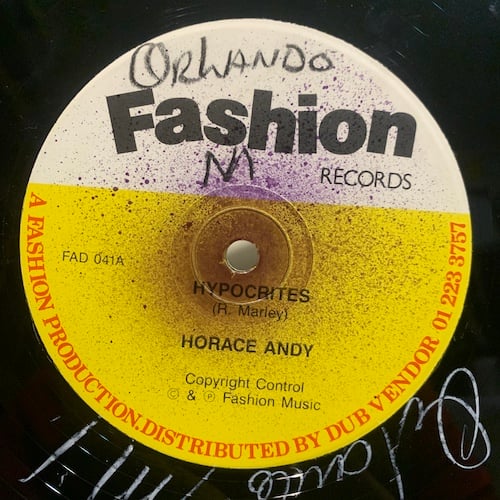 ORLANDO
Fashion
M
RECORDS
FAD 041A
HYPOCRITES
(R. Marley)
HORACE ANDY
Copyright Control
© & ℗ Fashion Music
A FASHION PRODUCTION. DISTRIBUTED BY DUB VENDOR 01 223 3757